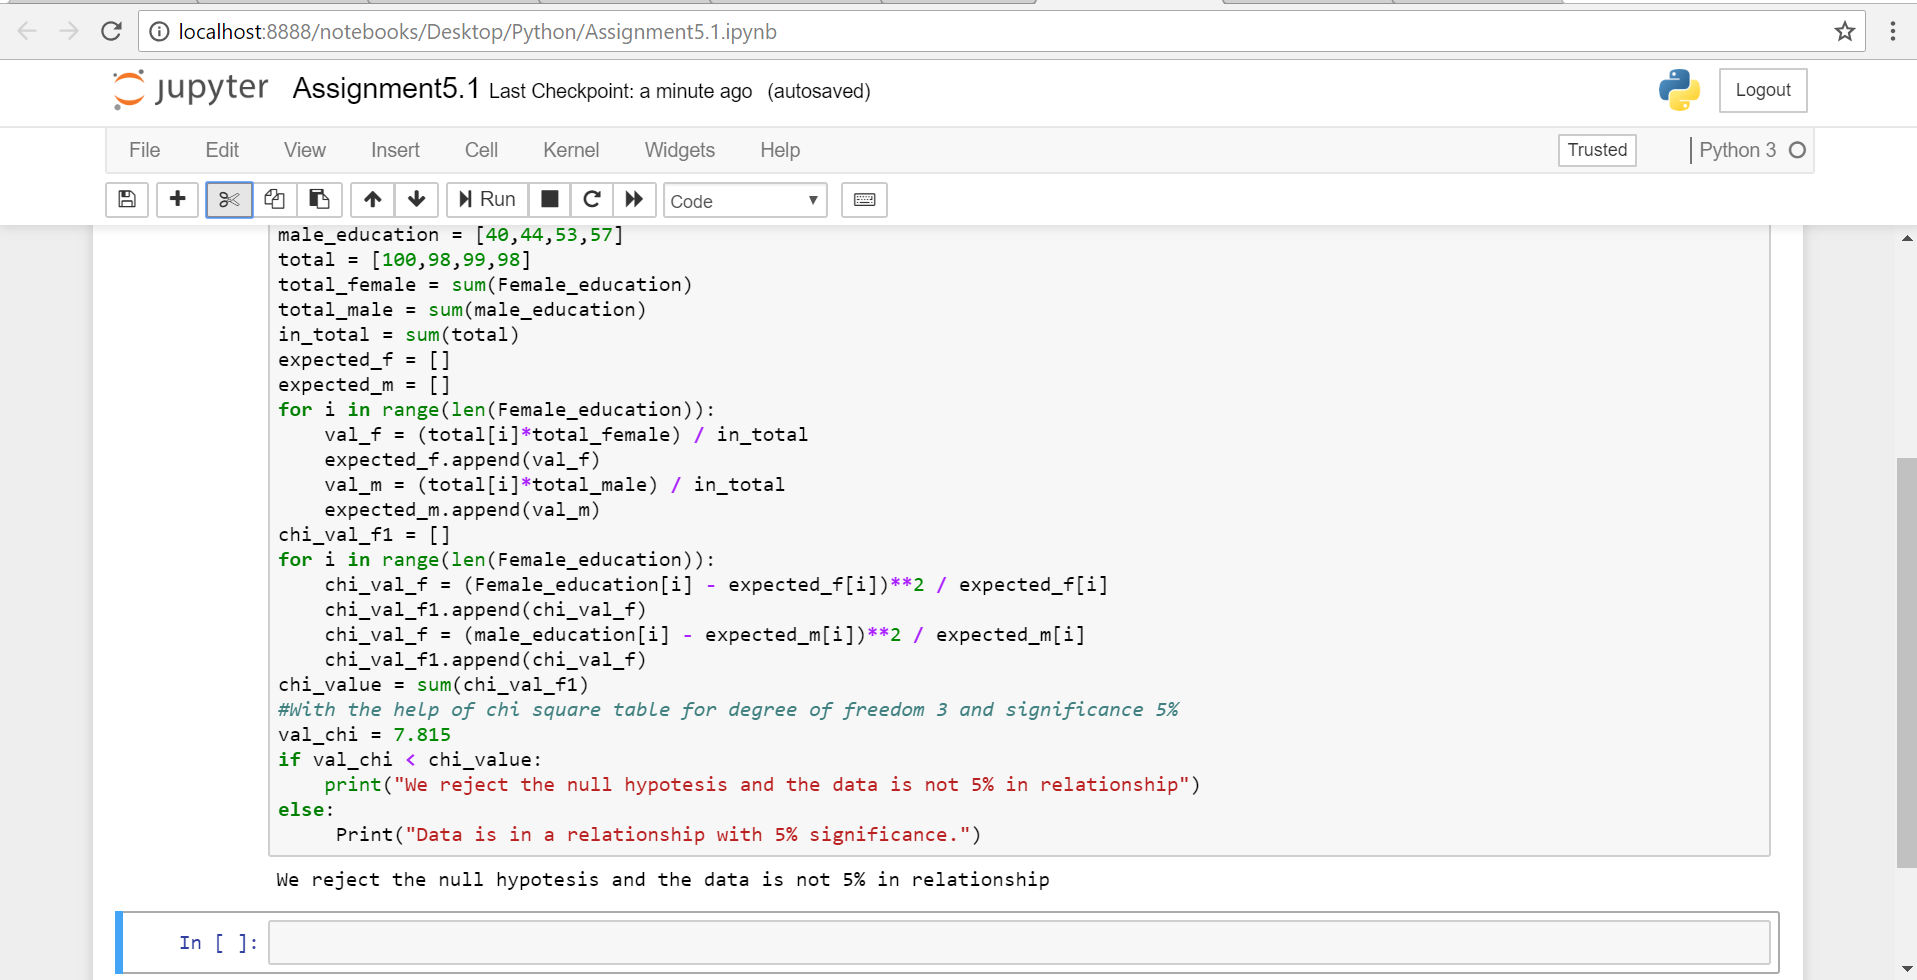 localhost:8888/notebooks/Desktop/Python/Assignment5.1.ipynb
jupyter Assignment5.1 Last Checkpoint: a minute ago (autosaved) Logout
File Edit View Insert Cell Kernel Widgets Help Trusted Python 3
Run Code
male_education = [40,44,53,57]
total = [100,98,99,98]
total_female = sum(Female_education)
total_male = sum(male_education)
in_total = sum(total)
expected_f = []
expected_m = []
for i in range(len(Female_education)):
    val_f = (total[i]*total_female) / in_total
    expected_f.append(val_f)
    val_m = (total[i]*total_male) / in_total
    expected_m.append(val_m)
chi_val_f1 = []
for i in range(len(Female_education)):
    chi_val_f = (Female_education[i] - expected_f[i])**2 / expected_f[i]
    chi_val_f1.append(chi_val_f)
    chi_val_f = (male_education[i] - expected_m[i])**2 / expected_m[i]
    chi_val_f1.append(chi_val_f)
chi_value = sum(chi_val_f1)
#With the help of chi square table for degree of freedom 3 and significance 5%
val_chi = 7.815
if val_chi < chi_value:
    print("We reject the null hypotesis and the data is not 5% in relationship")
else:
     Print("Data is in a relationship with 5% significance.")
We reject the null hypotesis and the data is not 5% in relationship
In [ ]: